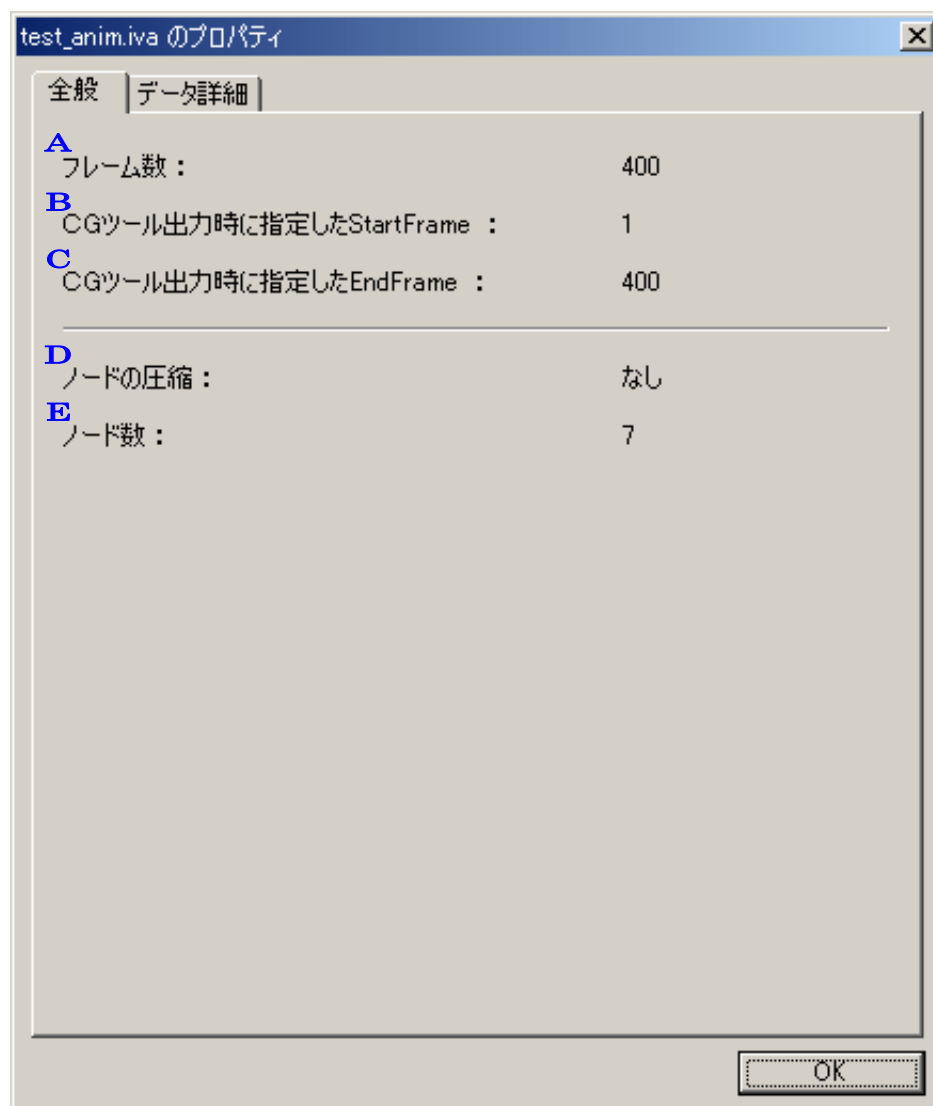 test_anim.iva のプロパティ
全般 データ詳細
A
フレーム数： 400
B
CGツール出力時に指定したStartFrame ： 1
C
CGツール出力時に指定したEndFrame ： 400
D
ノードの圧縮： なし
E
ノード数： 7
OK